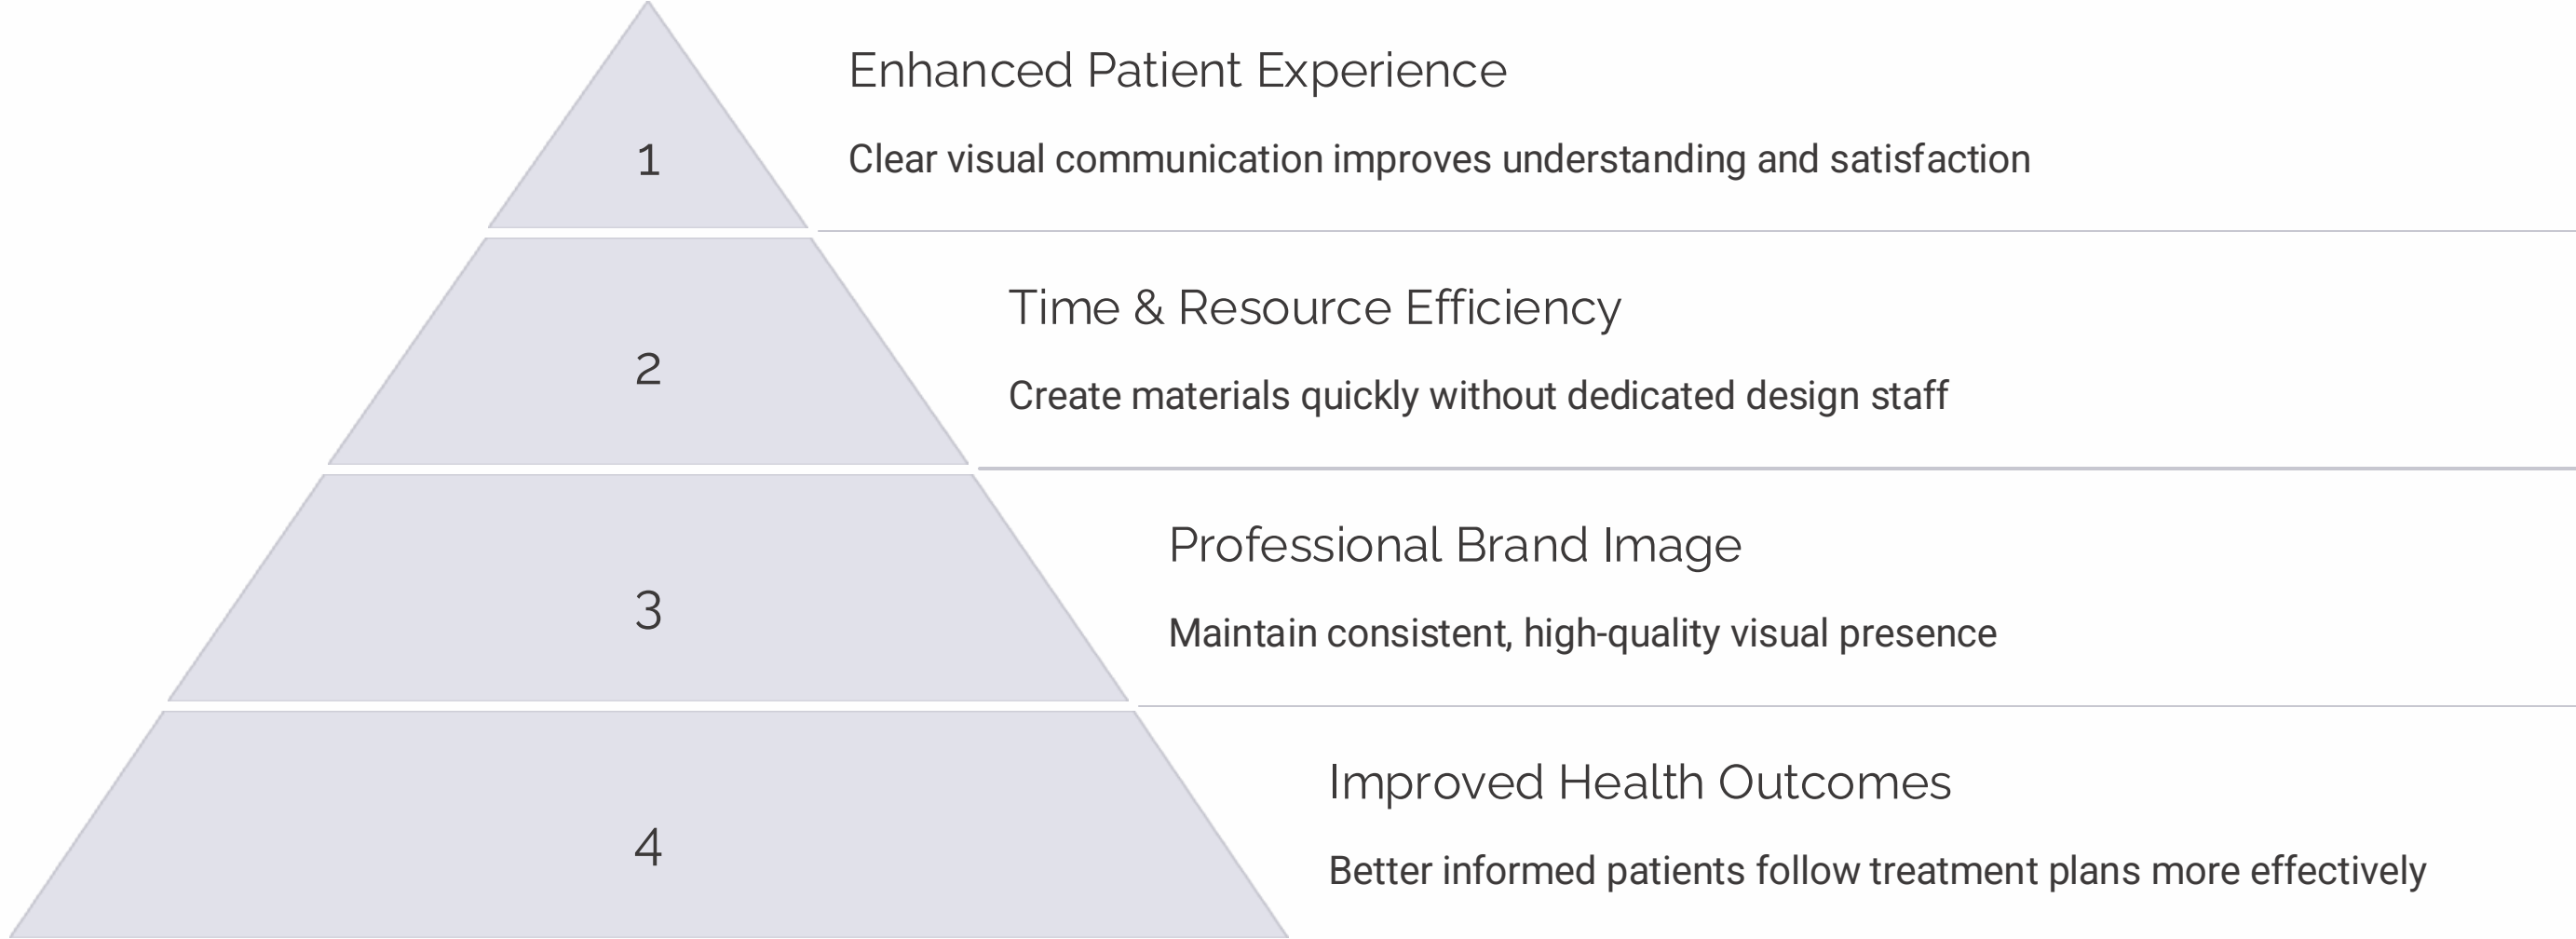 1
Enhanced Patient Experience
Clear visual communication improves understanding and satisfaction
2
Time & Resource Efficiency
Create materials quickly without dedicated design staff
3
Professional Brand Image
Maintain consistent, high-quality visual presence
4
Improved Health Outcomes
Better informed patients follow treatment plans more effectively